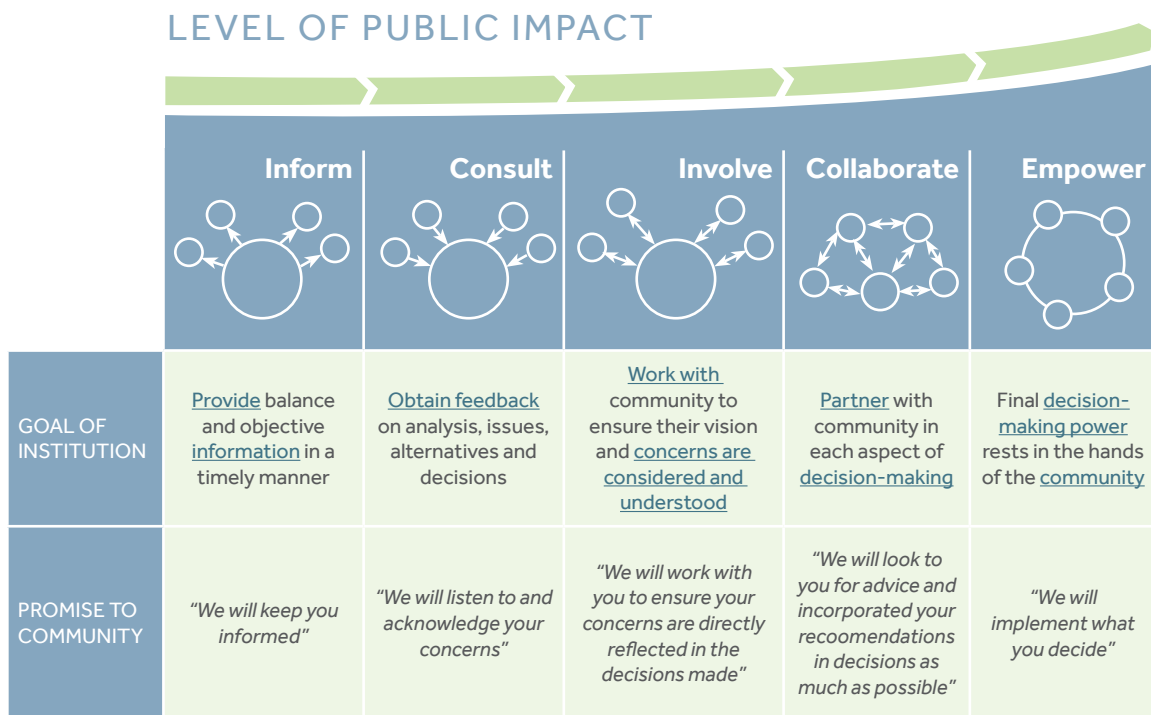 LEVEL OF PUBLIC IMPACT
Inform
Consult
Involve
Collaborate
Empower
GOAL OF
INSTITUTION
Provide balance
and objective
information in a
timely manner
Obtain feedback
on analysis, issues,
alternatives and
decisions
Work with
community to
ensure their vision
and concerns are
considered and
understood
Partner with
community in
each aspect of
decision-making
Final decision-
making power
rests in the hands
of the community
PROMISE TO
COMMUNITY
“We will keep you
informed”
“We will listen to and
acknowledge your
concerns”
“We will work with
you to ensure your
concerns are directly
reflected in the
decisions made”
“We will look to
you for advice and
incorporated your
recoomendations
in decisions as
much as possible”
“We will
implement what
you decide”